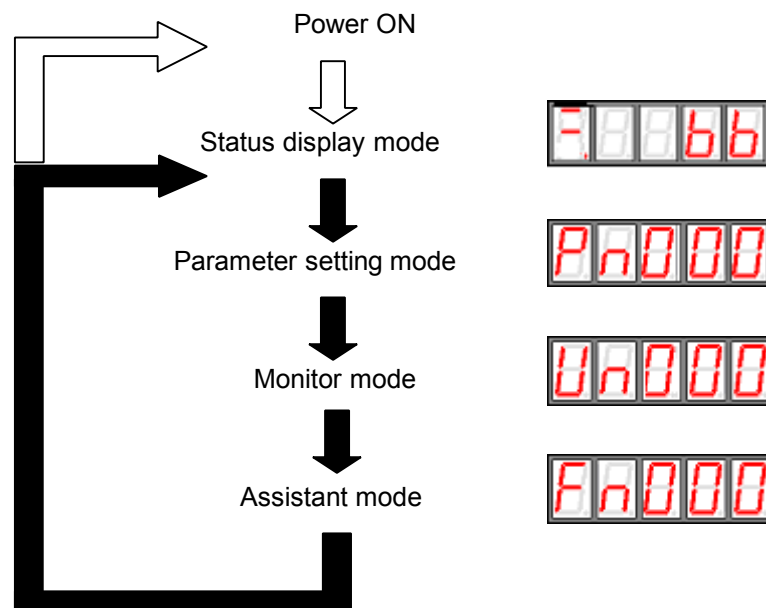 Power ON
Status display mode
bb
Parameter setting mode
Pn000
Monitor mode
Un000
Assistant mode
Fn000